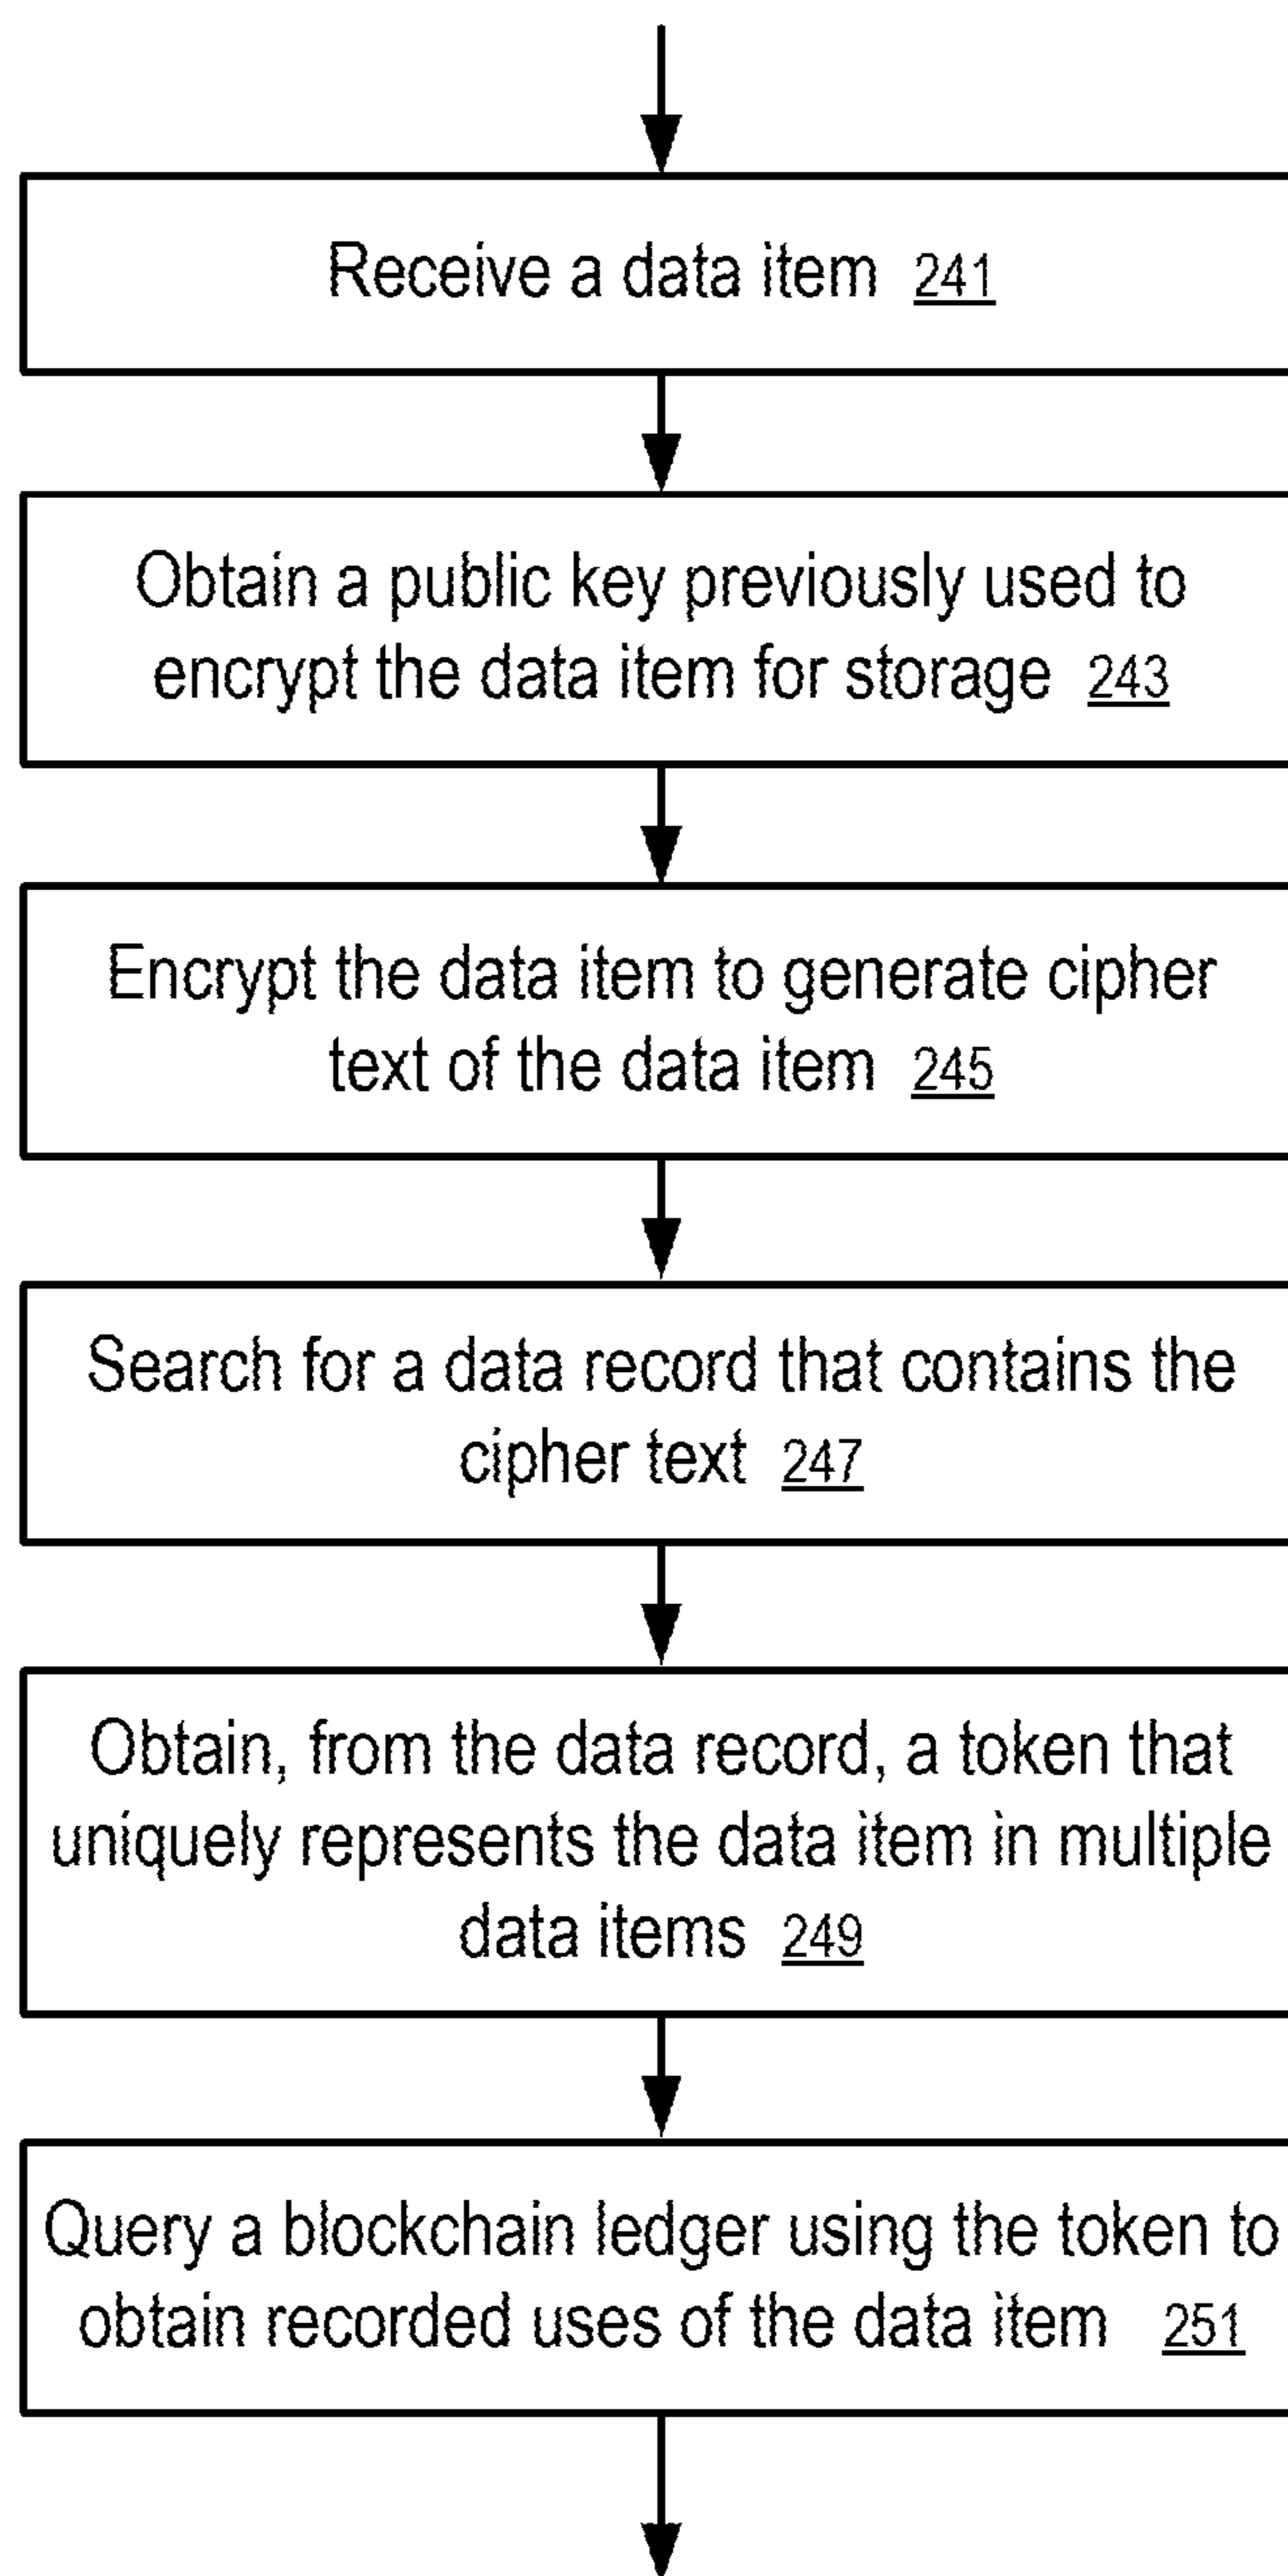 Receive a data item 241
Obtain a public key previously used to
encrypt the data item for storage 243
Encrypt the data item to generate cipher
text of the data item 245
Search for a data record that contains the
cipher text 247
Obtain, from the data record, a token that
uniquely represents the data item in multiple
data items 249
Query a blockchain ledger using the token to
obtain recorded uses of the data item 251